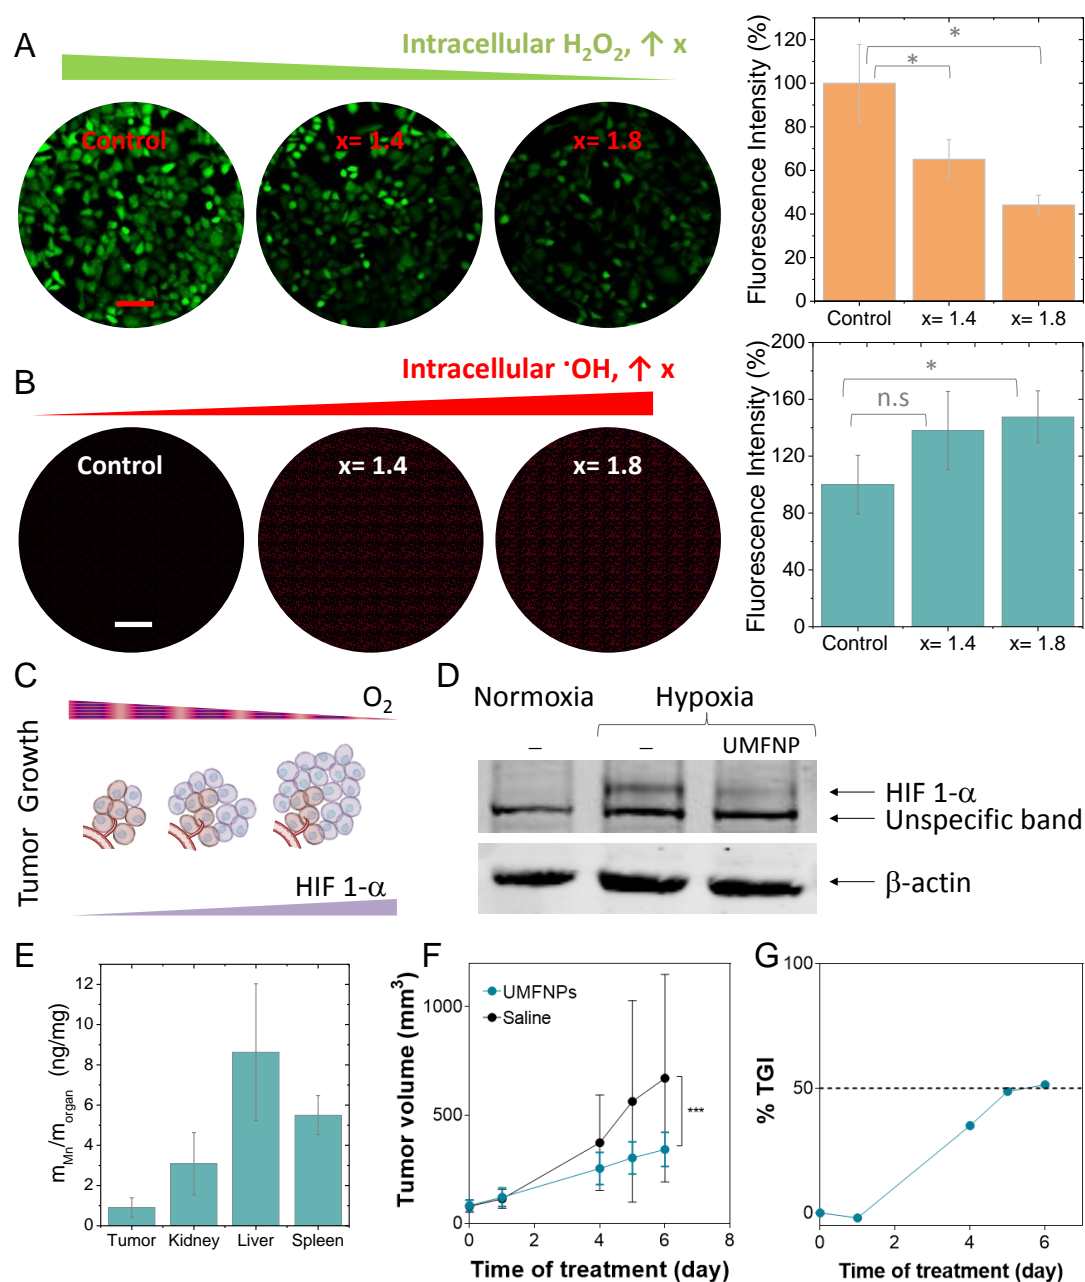 A
Intracellular H₂O₂, ↑ x
Control
x= 1.4
x= 1.8
Fluorescence Intensity (%)
120
100
80
60
40
20
0
*
*
Control
x= 1.4
x= 1.8
B
Intracellular ˙OH, ↑ x
Control
x= 1.4
x= 1.8
Fluorescence Intensity (%)
200
160
120
80
40
0
*
n.s
Control
x= 1.4
x= 1.8
C
O₂
Tumor Growth
HIF 1-α
D
Normoxia
Hypoxia
–
–
UMFNP
HIF 1-α
Unspecific band
β-actin
E
m_Mn/m_organ (ng/mg)
12
10
8
6
4
2
0
Tumor
Kidney
Liver
Spleen
F
Tumor volume (mm³)
1000
500
0
UMFNPs
Saline
***
0 2 4 6 8
Time of treatment (day)
G
% TGI
100
50
0
0 2 4 6
Time of treatment (day)